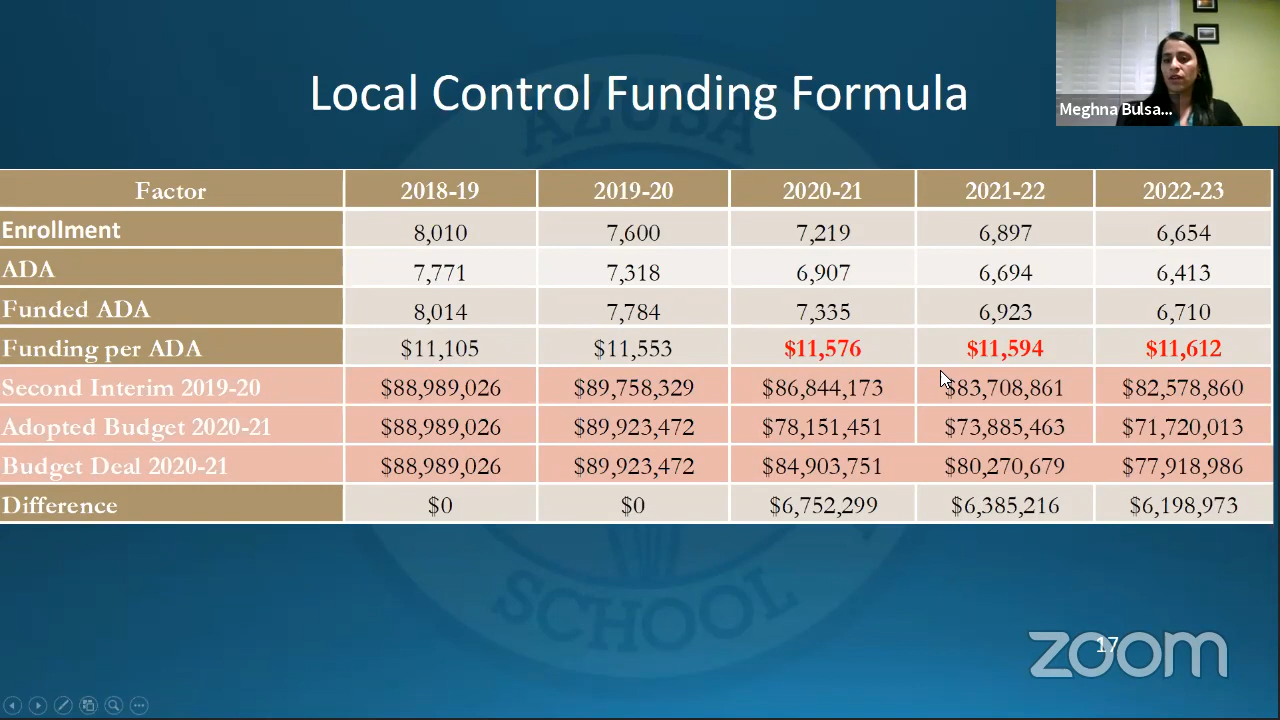 Local Control Funding Formula
Meghna Bulsa...
AZUSA
Factor 2018-19 2019-20 2020-21 2021-22 2022-23
Enrollment 8,010 7,600 7,219 6,897 6,654
ADA 7,771 7,318 6,907 6,694 6,413
Funded ADA 8,014 7,784 7,335 6,923 6,710
Funding per ADA $11,105 $11,553 $11,576 $11,594 $11,612
Second Interim 2019-20 $88,989,026 $89,758,329 $86,844,173 $83,708,861 $82,578,860
Adopted Budget 2020-21 $88,989,026 $89,923,472 $78,151,451 $73,885,463 $71,720,013
Budget Deal 2020-21 $88,989,026 $89,923,472 $84,903,751 $80,270,679 $77,918,986
Difference $0 $0 $6,752,299 $6,385,216 $6,198,973
SCHOOL
17
zoom